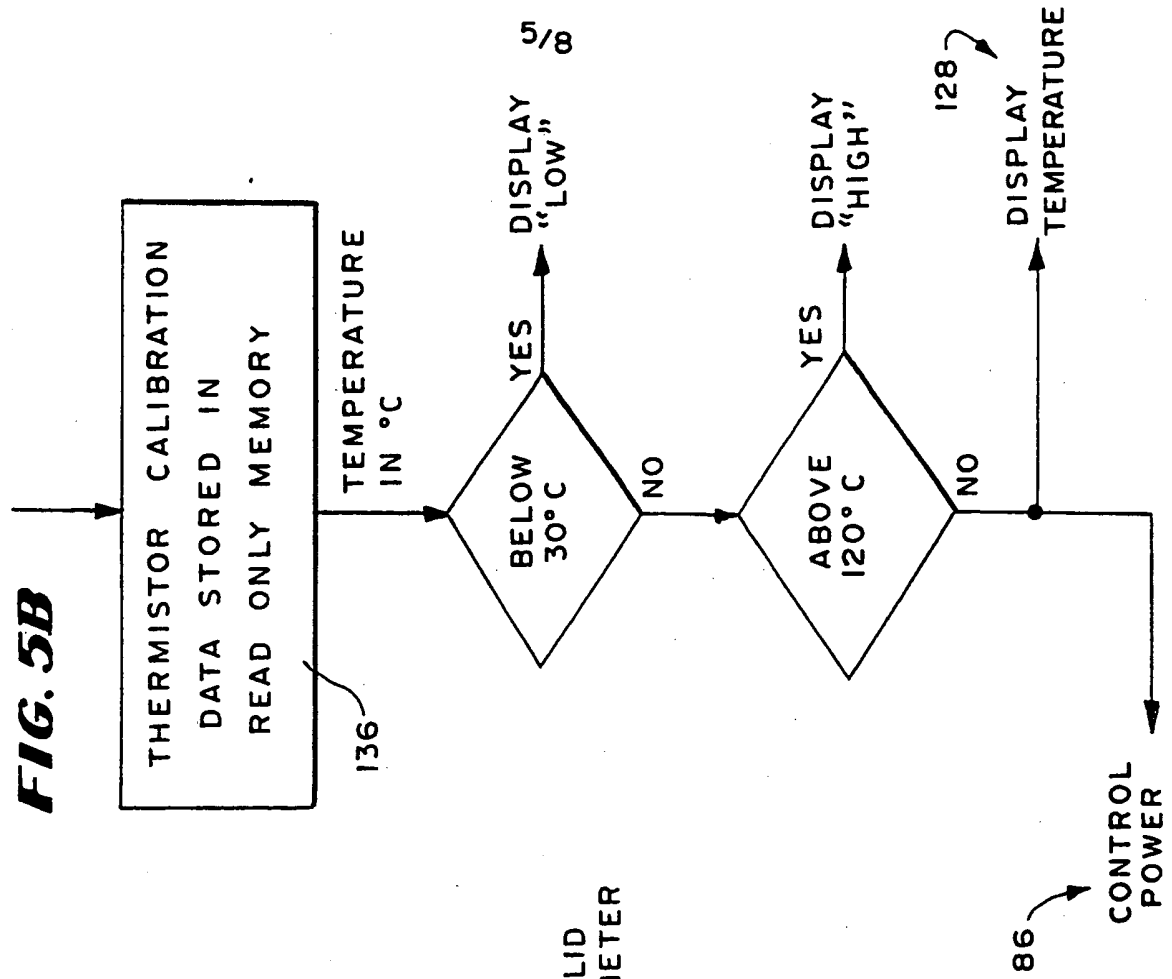 FIG. 5B
THERMISTOR CALIBRATION
DATA STORED IN
READ ONLY MEMORY
136
TEMPERATURE
IN °C
BELOW
30° C
YES
DISPLAY
"LOW"
5/8
NO
ABOVE
120° C
YES
DISPLAY
"HIGH"
NO
128
DISPLAY
TEMPERATURE
86
CONTROL
POWER
LID
METER